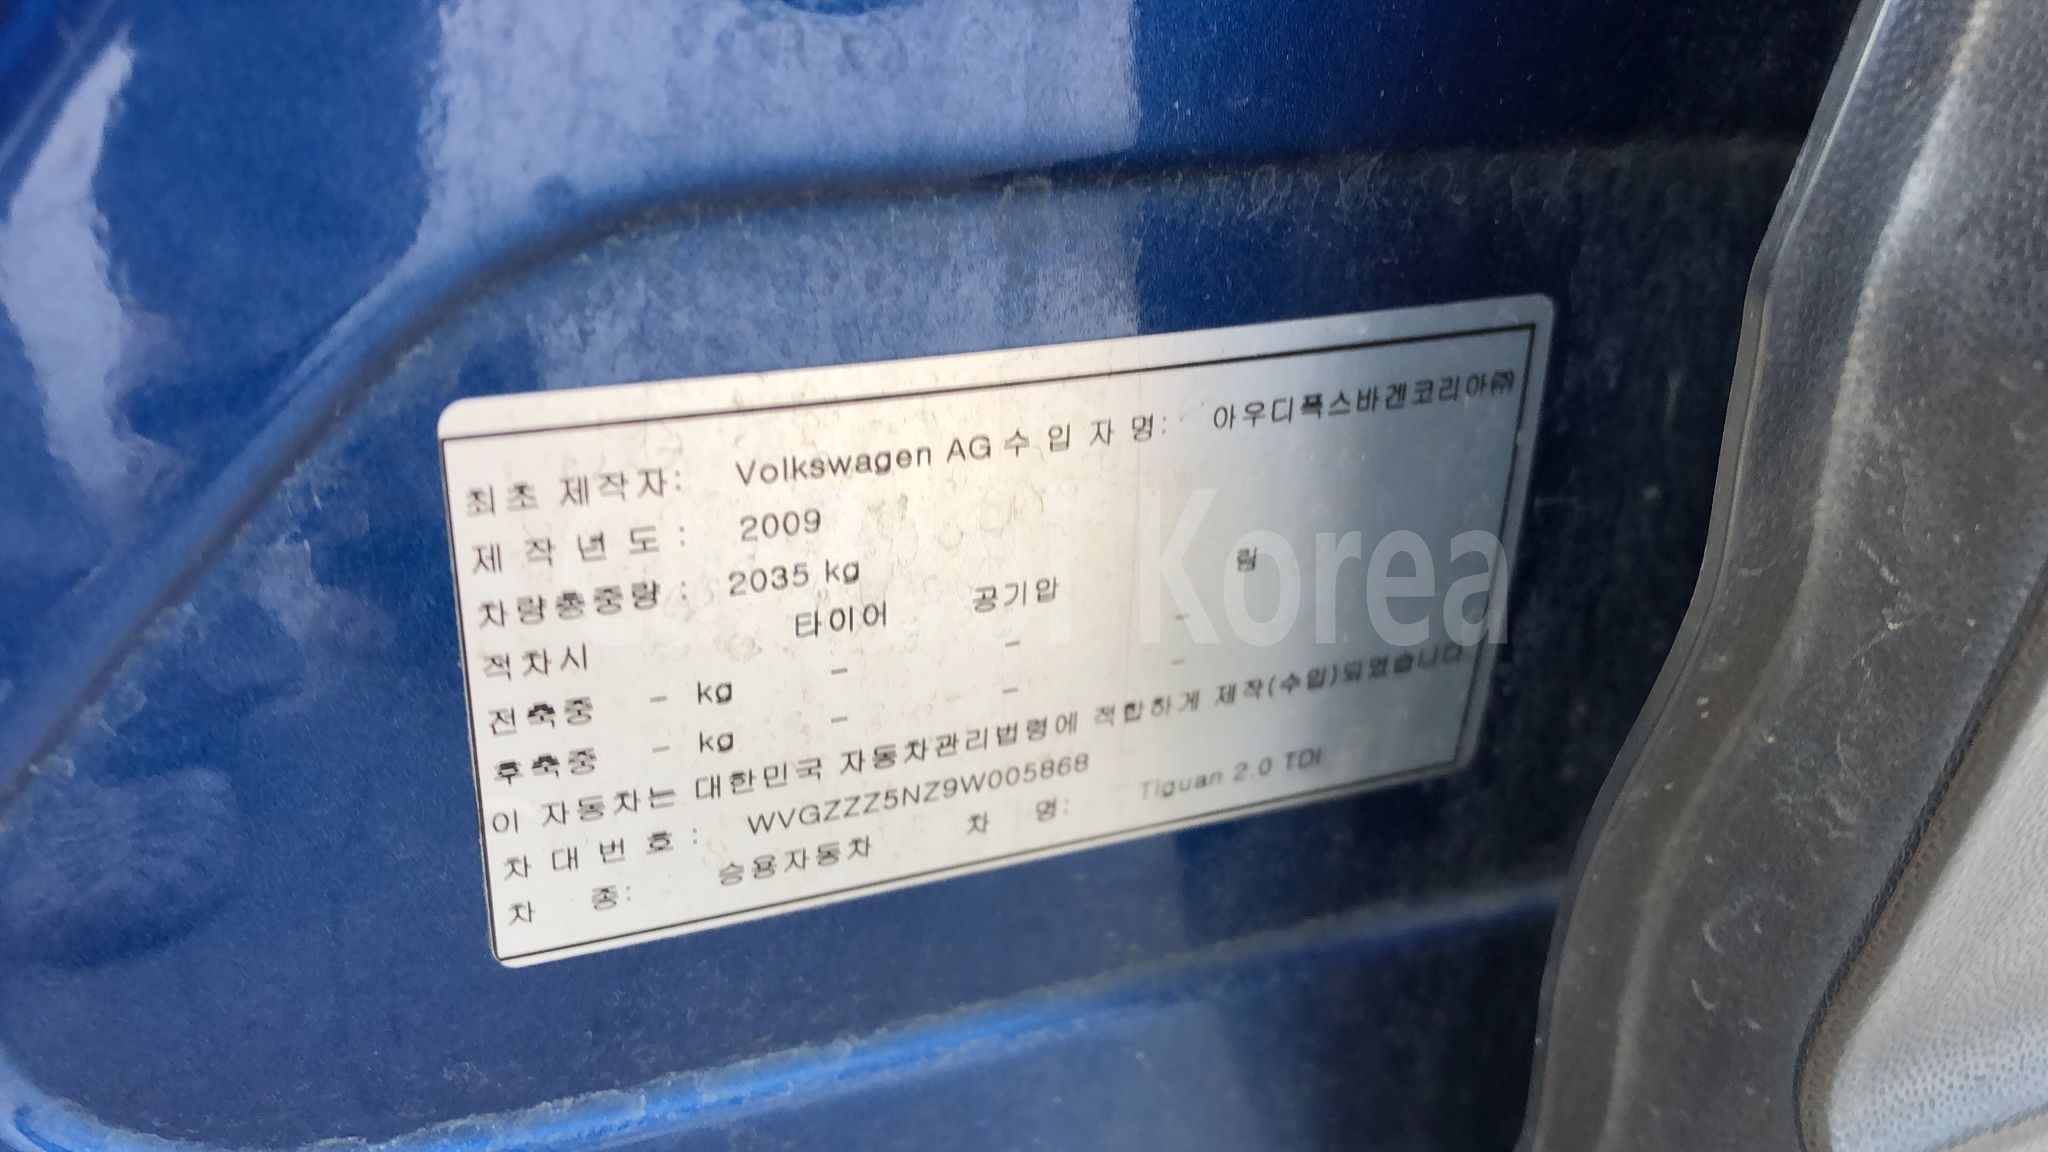 최초 제작자: Volkswagen AG 수 입 자 명: 아우디폭스바겐코리아㈜
제 작 년 도 : 2009
차량총중량 : 2035 kg
적차시 타이어 공기압 림
전축중 - kg - - -
후축중 - kg - - -
이 자동차는 대한민국 자동차관리법령에 적합하게 제작(수입)되었습니다
차 대 번 호 : WVGZZZ5NZ9W005868
차 종: 승용자동차 차 명: Tiguan 2.0 TDI
Korea